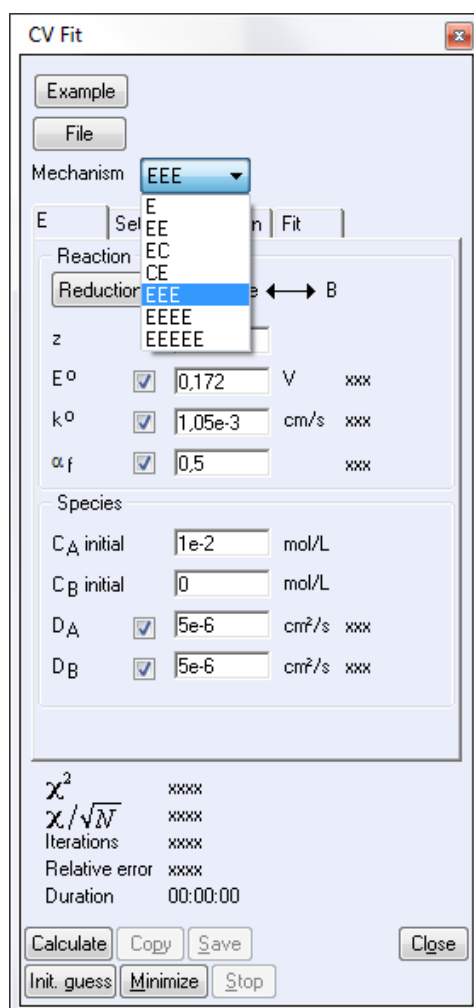 CV Fit
Example
File
Mechanism EEE
E
EE
EC
CE
EEE
EEEE
EEEEE
E Se n Fit
Reaction
Reduction e B
z
E⁰ 0,172 V xxx
k⁰ 1,05e-3 cm/s xxx
αf 0,5 xxx
Species
CA initial 1e-2 mol/L
CB initial 0 mol/L
DA 5e-6 cm²/s xxx
DB 5e-6 cm²/s xxx
χ² xxxx
χ/√N xxxx
Iterations xxxx
Relative error xxxx
Duration 00:00:00
Calculate Copy Save Close
Init. guess Minimize Stop